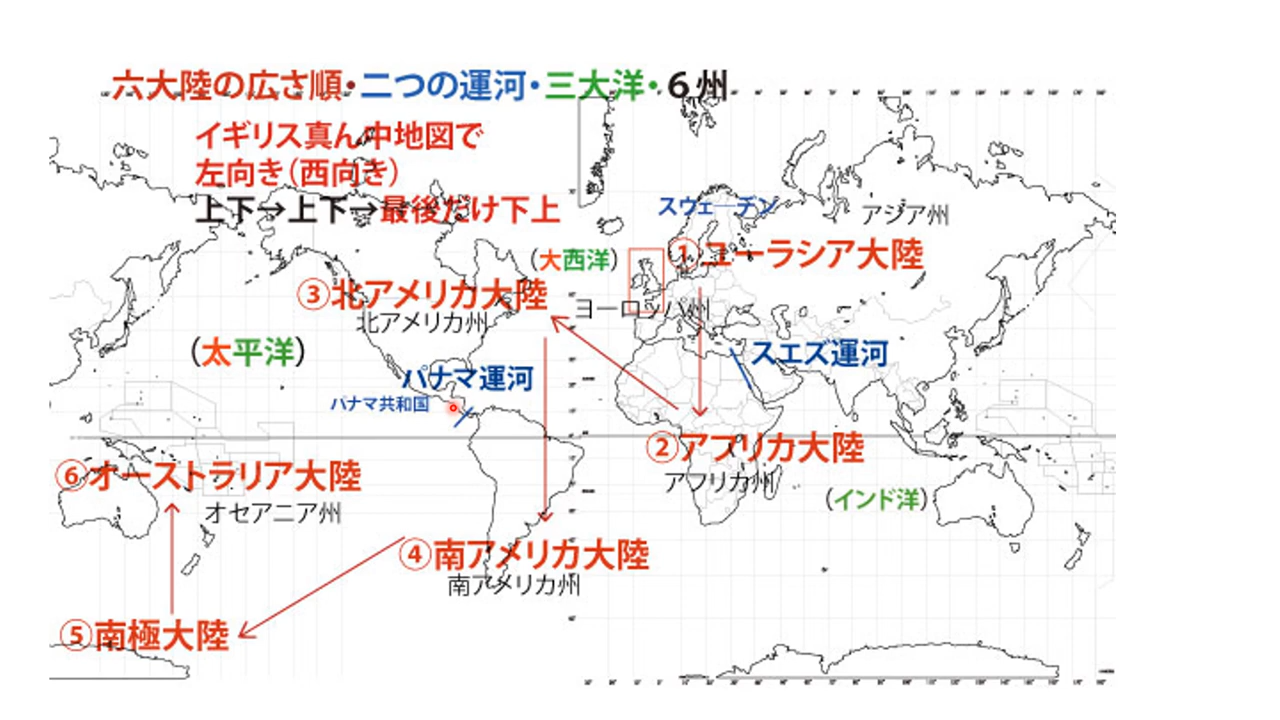 六大陸の広さ順・二つの運河・三大洋・６州
イギリス真ん中地図で
左向き(西向き)
上下→上下→最後だけ下上
スウェーデン
アジア州
(大西洋)
①ユーラシア大陸
③北アメリカ大陸
ヨーロッパ州
北アメリカ州
(太平洋)
スエズ運河
パナマ運河
パナマ共和国
②アフリカ大陸
⑥オーストラリア大陸
アフリカ州
(インド洋)
オセアニア州
④南アメリカ大陸
南アメリカ州
⑤南極大陸